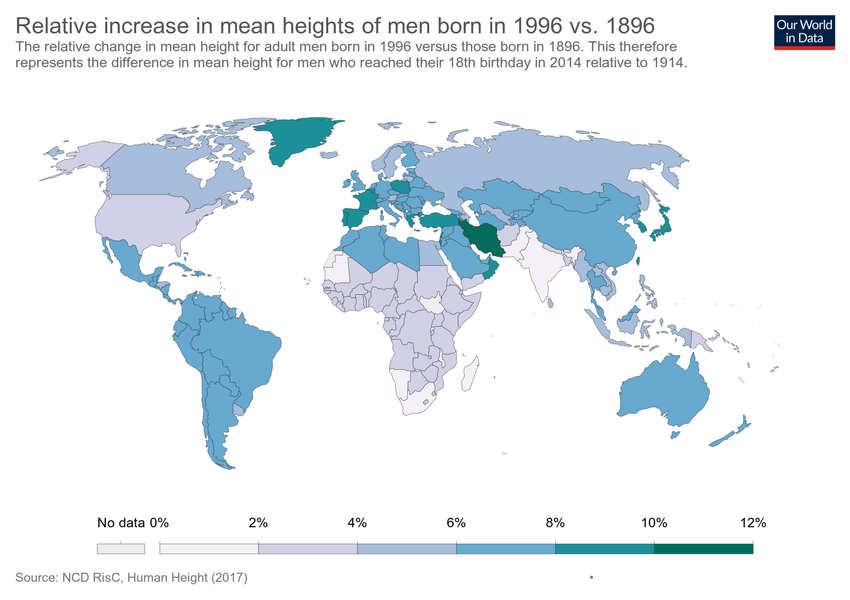 Relative increase in mean heights of men born in 1996 vs. 1896
Our World
in Data
The relative change in mean height for adult men born in 1996 versus those born in 1896. This therefore
represents the difference in mean height for men who reached their 18th birthday in 2014 relative to 1914.
No data 0% 2% 4% 6% 8% 10% 12%
Source: NCD RisC, Human Height (2017)